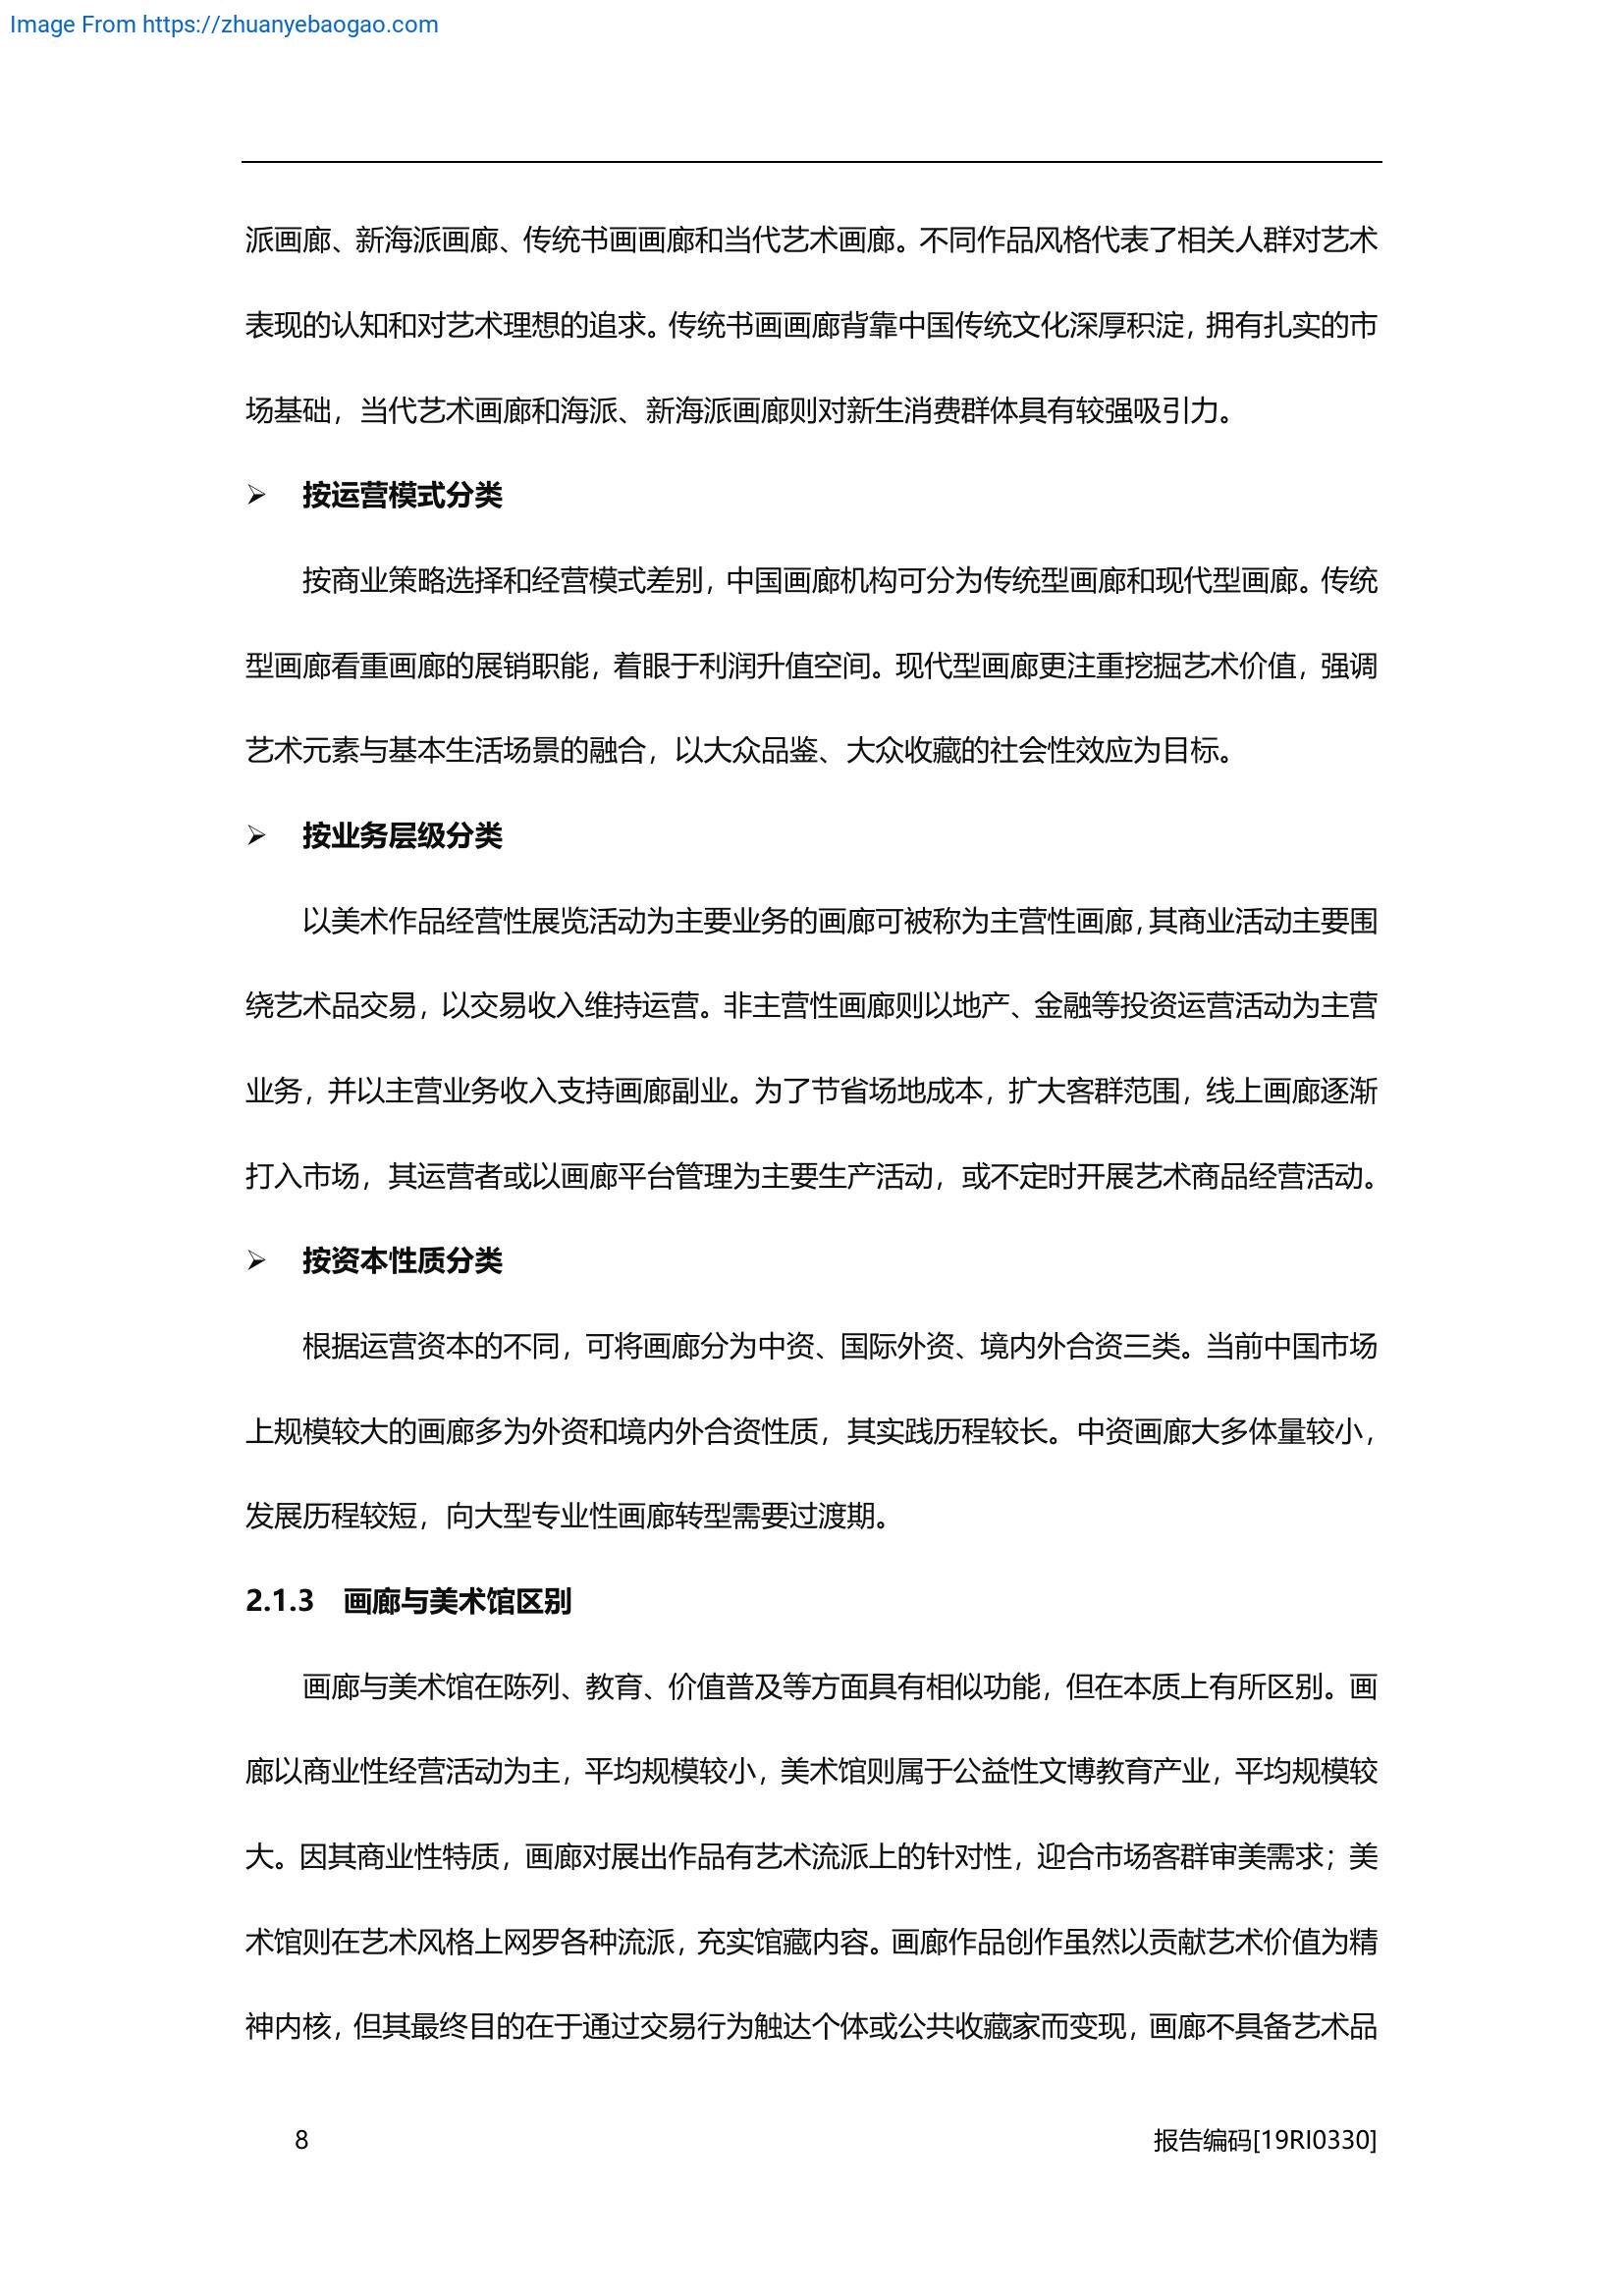 Image From https://zhuanyebaogao.com
派画廊、新海派画廊、传统书画画廊和当代艺术画廊。不同作品风格代表了相关人群对艺术
表现的认知和对艺术理想的追求。传统书画画廊背靠中国传统文化深厚积淀，拥有扎实的市
场基础，当代艺术画廊和海派、新海派画廊则对新生消费群体具有较强吸引力。
➢ 按运营模式分类
按商业策略选择和经营模式差别，中国画廊机构可分为传统型画廊和现代型画廊。传统
型画廊看重画廊的展销职能，着眼于利润升值空间。现代型画廊更注重挖掘艺术价值，强调
艺术元素与基本生活场景的融合，以大众品鉴、大众收藏的社会性效应为目标。
➢ 按业务层级分类
以美术作品经营性展览活动为主要业务的画廊可被称为主营性画廊，其商业活动主要围
绕艺术品交易，以交易收入维持运营。非主营性画廊则以地产、金融等投资运营活动为主营
业务，并以主营业务收入支持画廊副业。为了节省场地成本，扩大客群范围，线上画廊逐渐
打入市场，其运营者或以画廊平台管理为主要生产活动，或不定时开展艺术商品经营活动。
➢ 按资本性质分类
根据运营资本的不同，可将画廊分为中资、国际外资、境内外合资三类。当前中国市场
上规模较大的画廊多为外资和境内外合资性质，其实践历程较长。中资画廊大多体量较小，
发展历程较短，向大型专业性画廊转型需要过渡期。
2.1.3 画廊与美术馆区别
画廊与美术馆在陈列、教育、价值普及等方面具有相似功能，但在本质上有所区别。画
廊以商业性经营活动为主，平均规模较小，美术馆则属于公益性文博教育产业，平均规模较
大。因其商业性特质，画廊对展出作品有艺术流派上的针对性，迎合市场客群审美需求；美
术馆则在艺术风格上网罗各种流派，充实馆藏内容。画廊作品创作虽然以贡献艺术价值为精
神内核，但其最终目的在于通过交易行为触达个体或公共收藏家而变现，画廊不具备艺术品
8 报告编码[19RI0330]